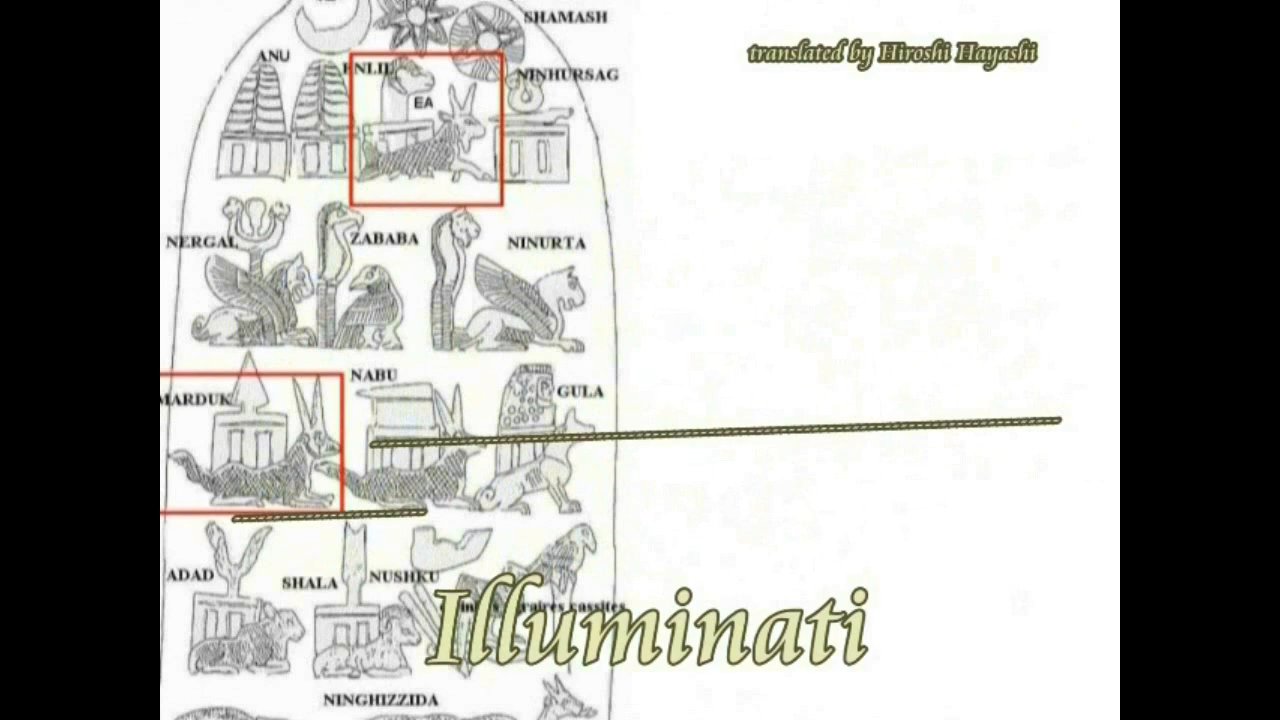 SHAMASH
translated by Hiroshi Hayashi
ANU
ENLIL
NINHURSAG
EA
NERGAL
ZABABA
NINURTA
NABU
MARDUK
GULA
ADAD
SHALA
NUSHKU
cassites
Illuminati
NINGHIZZIDA